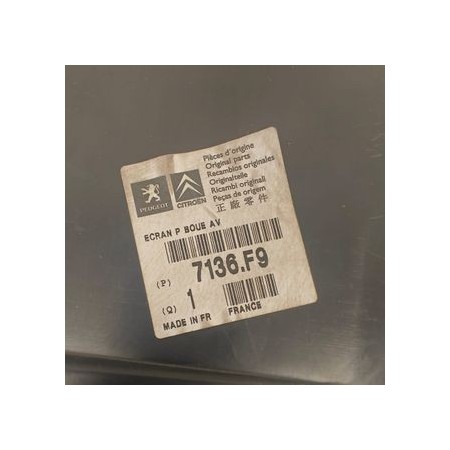 Pièces d'origine
Original parts
Recambios originales
Originalteile
Ricambi originali
Peças de origem
正廠零件
PEUGEOT
CITROËN
ECRAN P BOUE AV
(P) 7136.F9
(Q) 1
MADE IN FR FRANCE